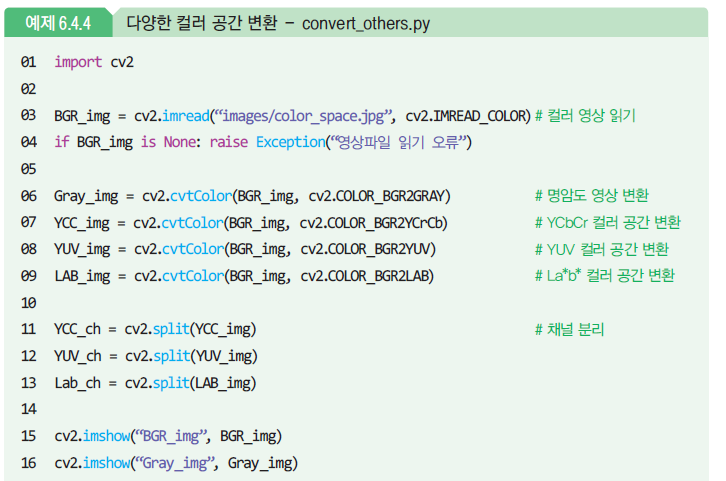 예제 6.4.4 다양한 컬러 공간 변환 - convert_others.py
01 import cv2
02
03 BGR_img = cv2.imread(“images/color_space.jpg”, cv2.IMREAD_COLOR) # 컬러 영상 읽기
04 if BGR_img is None: raise Exception(“영상파일 읽기 오류”)
05
06 Gray_img = cv2.cvtColor(BGR_img, cv2.COLOR_BGR2GRAY) # 명암도 영상 변환
07 YCC_img = cv2.cvtColor(BGR_img, cv2.COLOR_BGR2YCrCb) # YCbCr 컬러 공간 변환
08 YUV_img = cv2.cvtColor(BGR_img, cv2.COLOR_BGR2YUV) # YUV 컬러 공간 변환
09 LAB_img = cv2.cvtColor(BGR_img, cv2.COLOR_BGR2LAB) # La*b* 컬러 공간 변환
10
11 YCC_ch = cv2.split(YCC_img) # 채널 분리
12 YUV_ch = cv2.split(YUV_img)
13 Lab_ch = cv2.split(LAB_img)
14
15 cv2.imshow(“BGR_img”, BGR_img)
16 cv2.imshow(“Gray_img”, Gray_img)